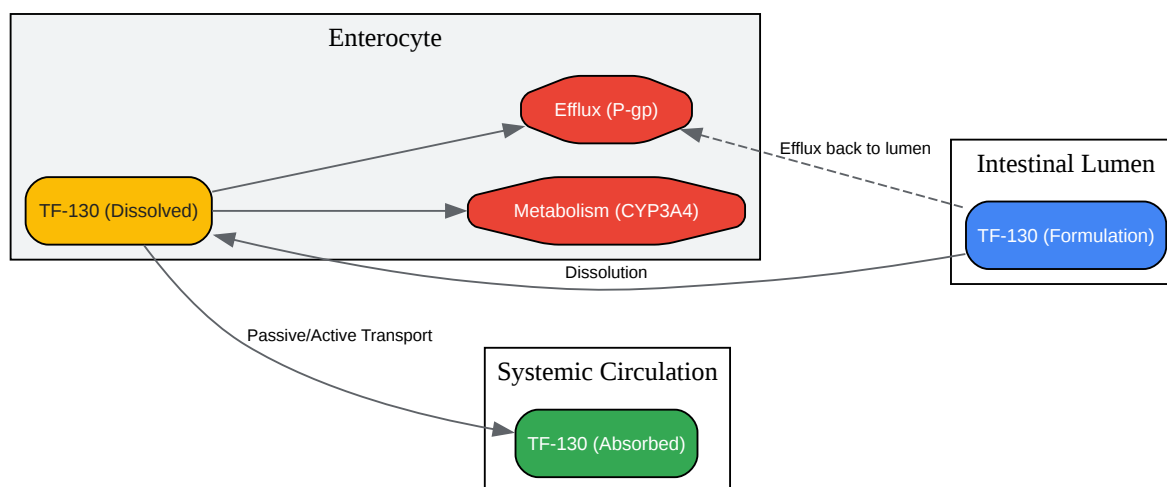 Enterocyte
Efflux (P-gp)
Efflux back to lumen
Intestinal Lumen
TF-130 (Dissolved)
Metabolism (CYP3A4)
TF-130 (Formulation)
Dissolution
Passive/Active Transport
Systemic Circulation
TF-130 (Absorbed)